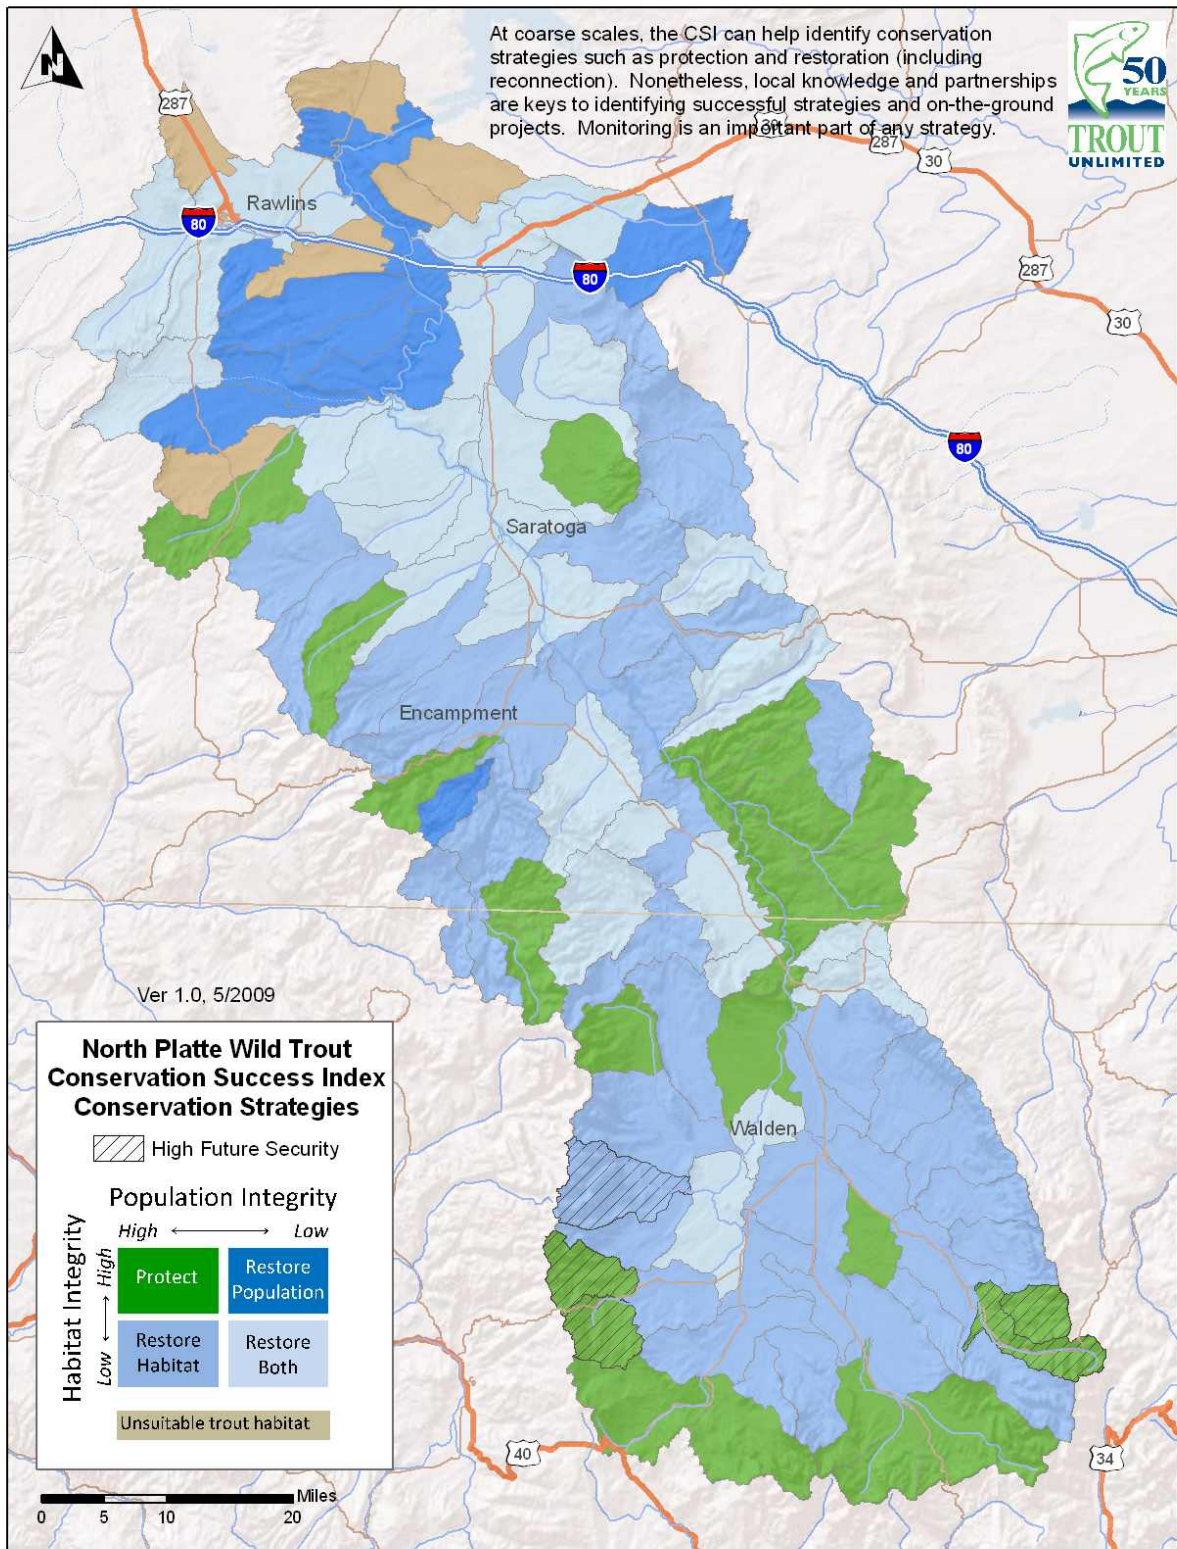 At coarse scales, the CSI can help identify conservation
strategies such as protection and restoration (including
reconnection). Nonetheless, local knowledge and partnerships
are keys to identifying successful strategies and on-the-ground
projects. Monitoring is an important part of any strategy.
50
YEARS
TROUT
UNLIMITED
N
287
30
287
30
Rawlins
80
80
287
30
80
Saratoga
Encampment
Ver 1.0, 5/2009
North Platte Wild Trout
Conservation Success Index
Conservation Strategies
High Future Security
Population Integrity
High Low
Habitat Integrity
High
Low
Protect
Restore
Population
Restore
Habitat
Restore
Both
Unsuitable trout habitat
Walden
40
34
Miles
0 5 10 20